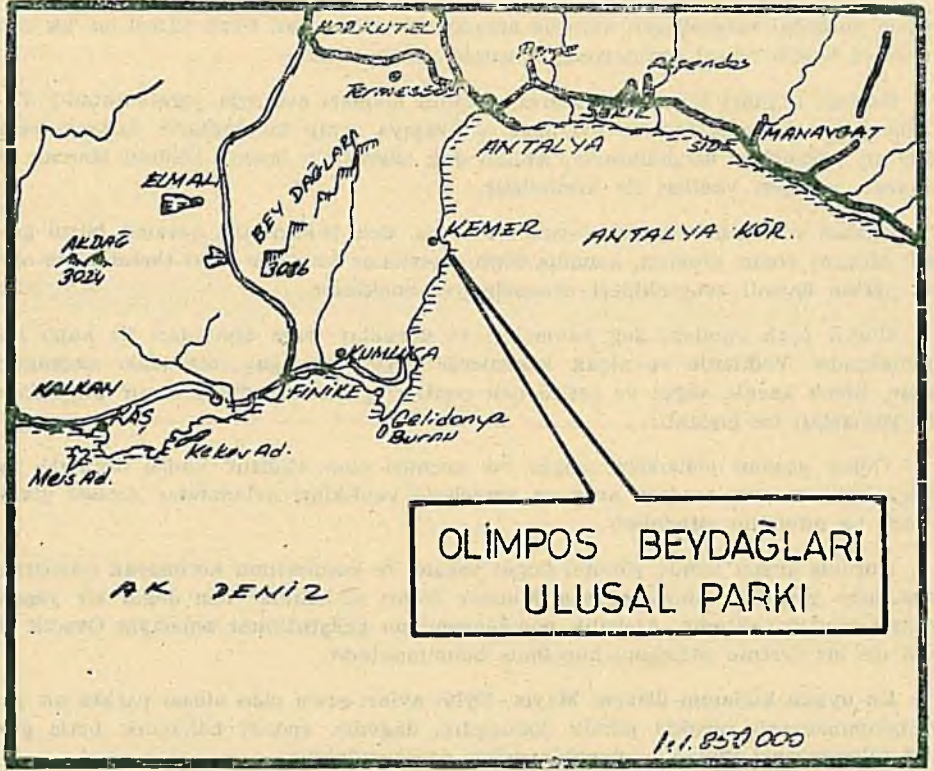 KORKUTELİ
Termessos
Perge
Aspendos
ANTALYA
SERİK
SİDE
MANAVGAT
ELMALI
BEY DAĞLARI
KEMER
ANTALYA KÖR.
AKDAĞ
3024
3086
KUMLUCA
KALKAN
FİNİKE
KAŞ
Gelidonya
Burnu
Kekov Ad.
Meis Ad.
OLİMPOS BEYDAĞLARI
ULUSAL PARKI
AK DENİZ
1:1.850 000